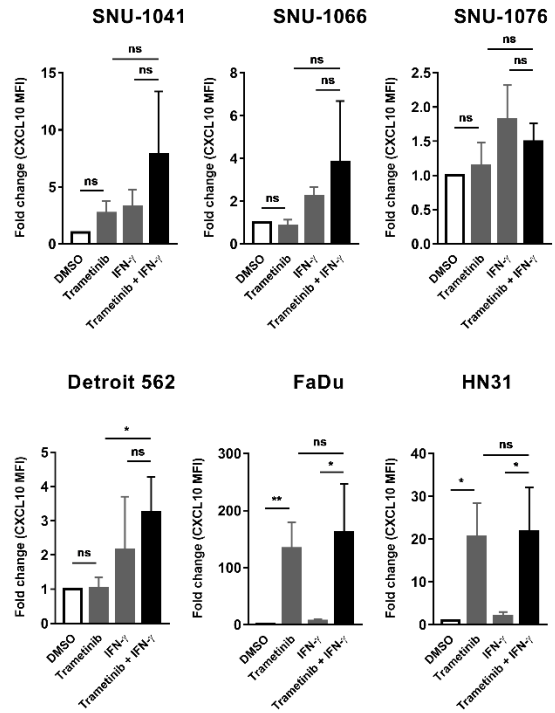 SNU-1041
SNU-1066
SNU-1076
Fold change (CXCL10 MFI)
15
10
5
0
ns
ns
ns
DMSO
Trametinib
IFN-γ
Trametinib + IFN-γ
Fold change (CXCL10 MFI)
8
6
4
2
0
ns
ns
ns
DMSO
Trametinib
IFN-γ
Trametinib + IFN-γ
Fold change (CXCL10 MFI)
2.5
2.0
1.5
1.0
0.5
0.0
ns
ns
ns
DMSO
Trametinib
IFN-γ
Trametinib + IFN-γ
Detroit 562
FaDu
HN31
Fold change (CXCL10 MFI)
5
4
3
2
1
0
*
ns
ns
DMSO
Trametinib
IFN-γ
Trametinib + IFN-γ
Fold change (CXCL10 MFI)
300
200
100
0
ns
*
**
DMSO
Trametinib
IFN-γ
Trametinib + IFN-γ
Fold change (CXCL10 MFI)
40
30
20
10
0
ns
*
*
DMSO
Trametinib
IFN-γ
Trametinib + IFN-γ